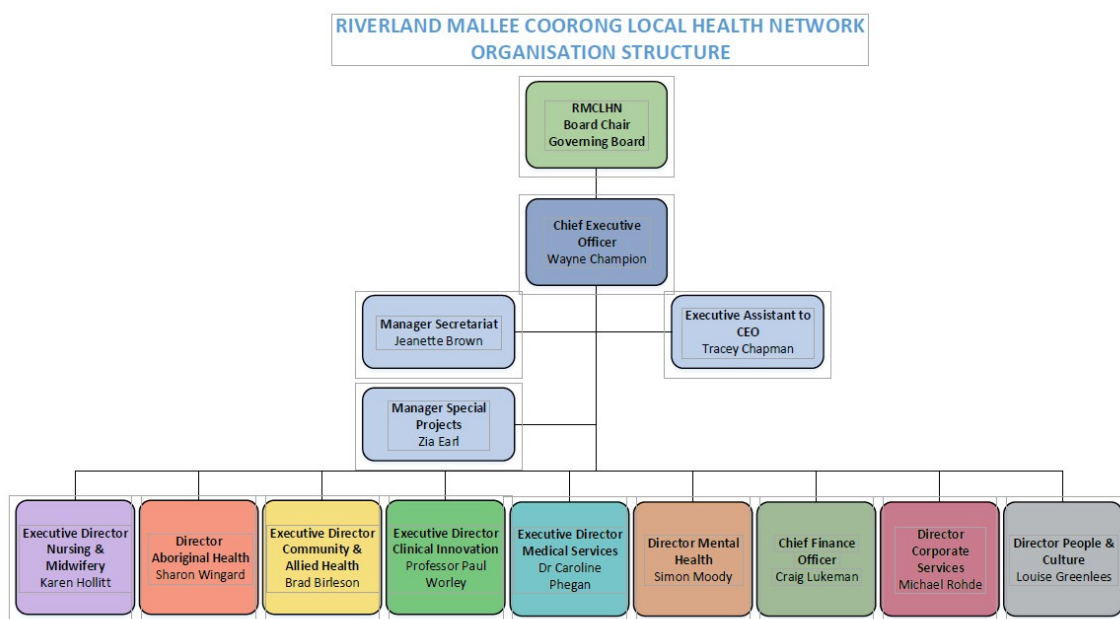 RIVERLAND MALLEE COORONG LOCAL HEALTH NETWORK
ORGANISATION STRUCTURE
RMCLHN
Board Chair
Governing Board
Chief Executive
Officer
Wayne Champion
Manager Secretariat
Jeanette Brown
Executive Assistant to
CEO
Tracey Chapman
Manager Special
Projects
Zia Earl
Executive Director
Nursing &
Midwifery
Karen Hollitt
Director
Aboriginal Health
Sharon Wingard
Executive Director
Community &
Allied Health
Brad Birleson
Executive Director
Clinical Innovation
Professor Paul
Worley
Executive Director
Medical Services
Dr Caroline
Phegan
Director Mental
Health
Simon Moody
Chief Finance
Officer
Craig Lukeman
Director
Corporate
Services
Michael Rohde
Director People &
Culture
Louise Greenlees